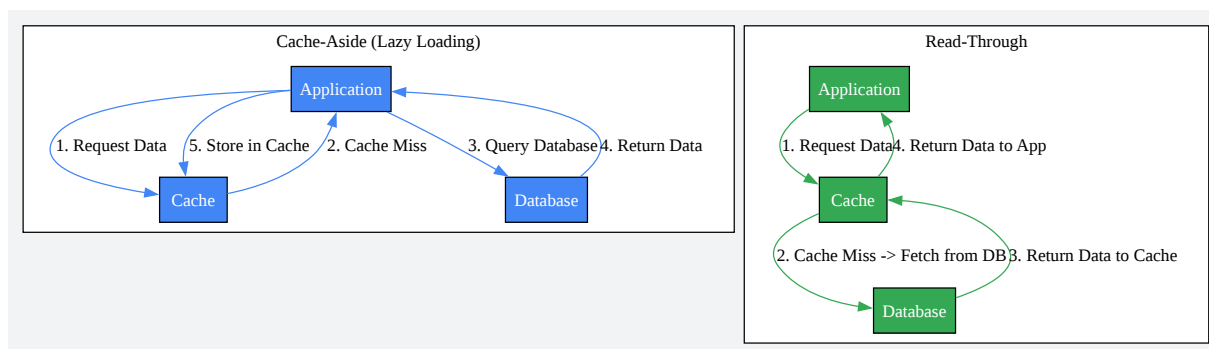 Cache-Aside (Lazy Loading)
Application
1. Request Data
5. Store in Cache
2. Cache Miss
3. Query Database
4. Return Data
Cache
Database
Read-Through
Application
1. Request Data
4. Return Data to App
Cache
2. Cache Miss -> Fetch from DB
3. Return Data to Cache
Database